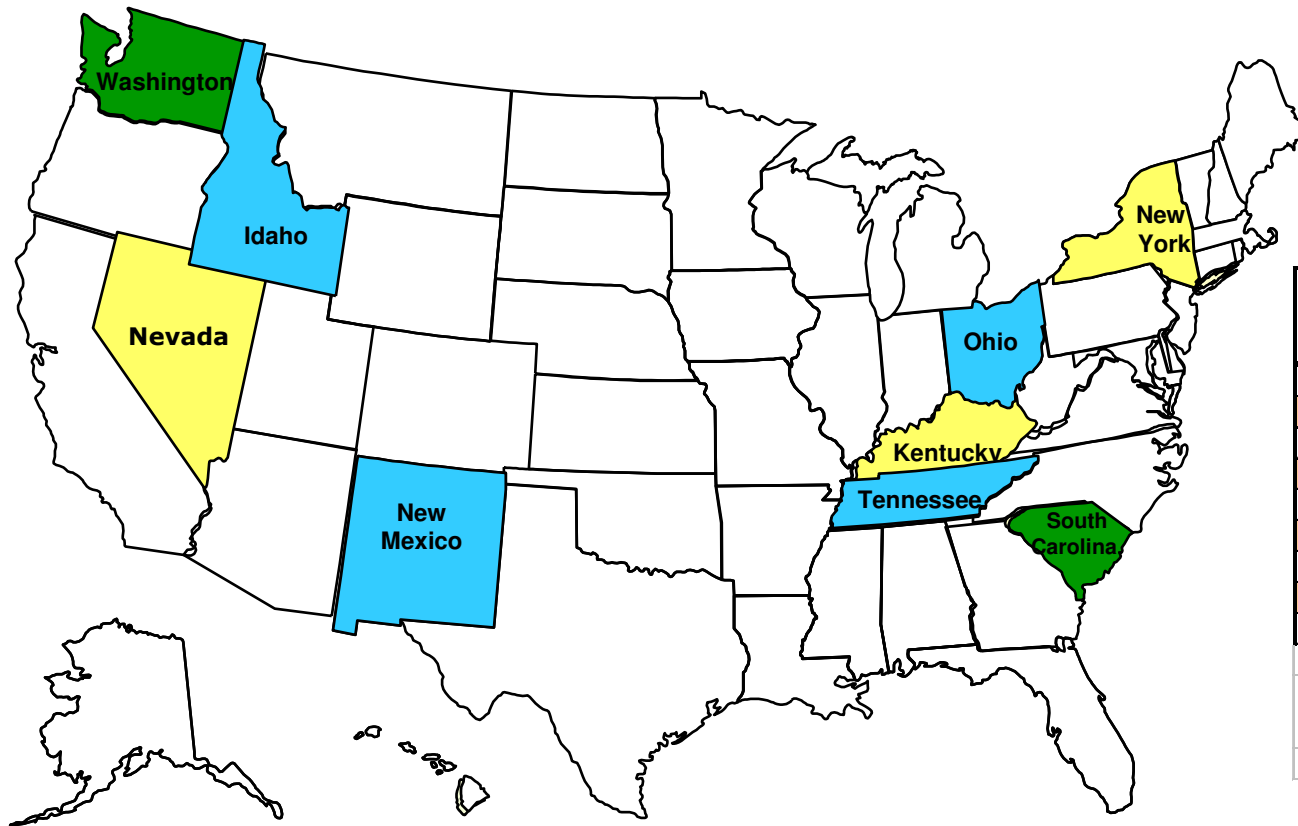 Washington
Idaho
New
York
Nevada
Ohio
Kentucky
Tennessee
New
Mexico
South
Carolina